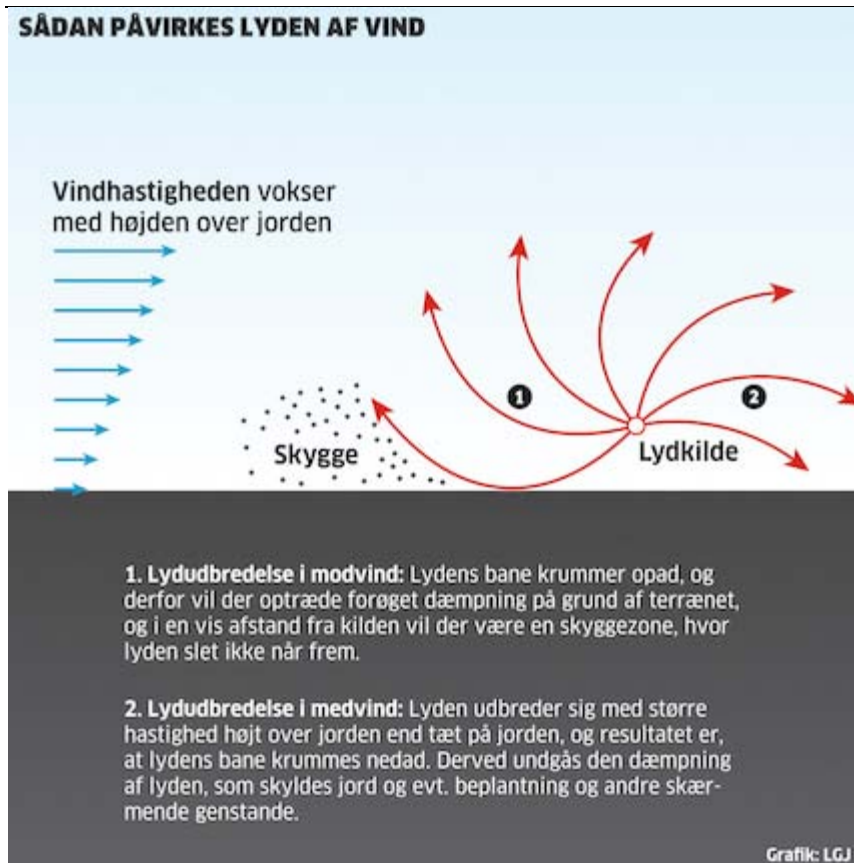 SÅDAN PÅVIRKES LYDEN AF VIND
Vindhastigheden vokser
med højden over jorden
1
2
Skygge
Lydkilde
1. Lydudbredelse i modvind: Lydens bane krummer opad, og
derfor vil der optræde forøget dæmpning på grund af terrænet,
og i en vis afstand fra kilden vil der være en skyggezone, hvor
lyden slet ikke når frem.
2. Lydudbredelse i medvind: Lyden udbreder sig med større
hastighed højt over jorden end tæt på jorden, og resultatet er,
at lydens bane krummes nedad. Derved undgås den dæmpning
af lyden, som skyldes jord og evt. beplantning og andre skær-
mende genstande.
Grafik: LGJ